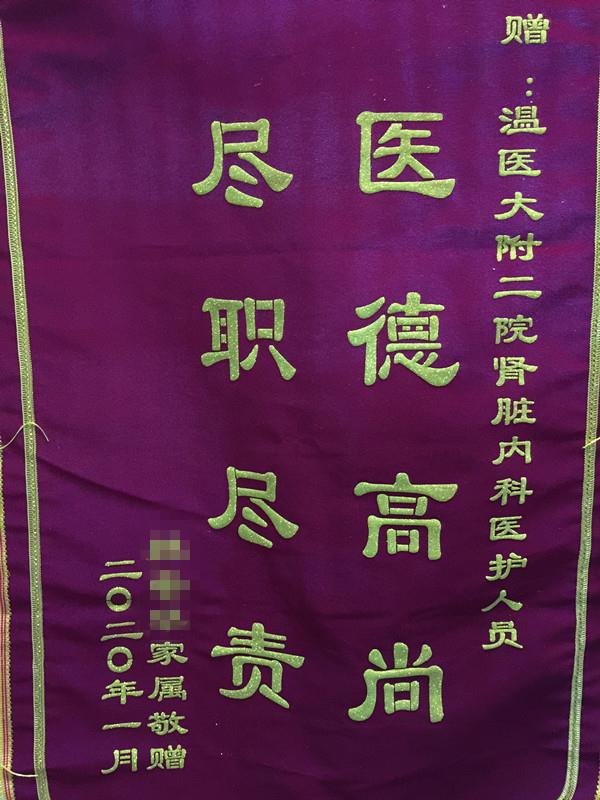 赠：温医大附二院肾脏内科医护人员
医德高尚
尽职尽责
家属敬赠
二〇二〇年一月